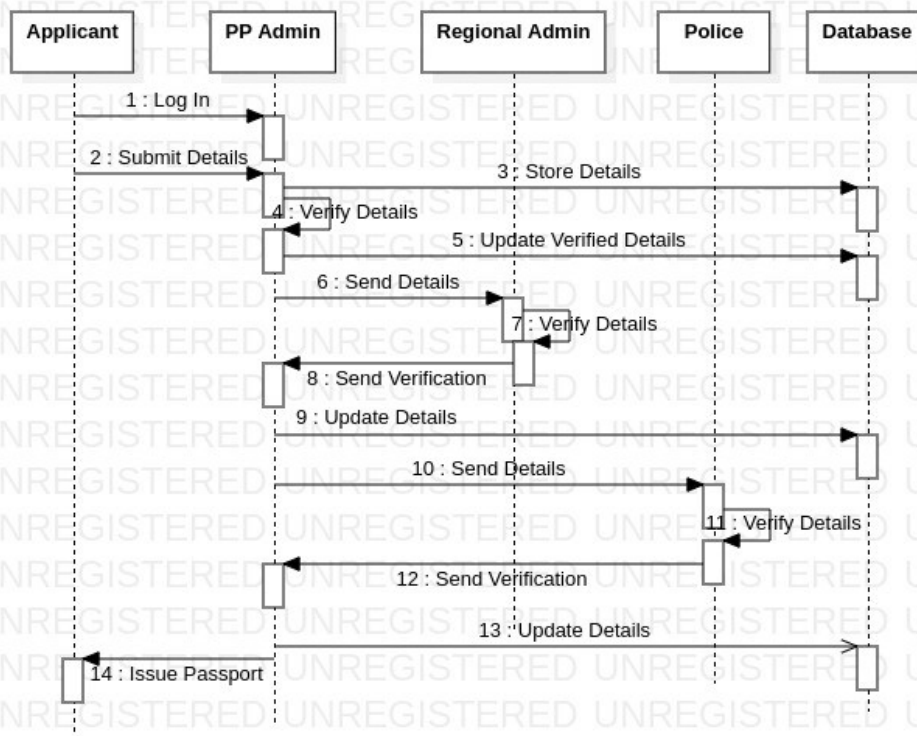 Applicant
PP Admin
Regional Admin
Police
Database
1 : Log In
2 : Submit Details
3 : Store Details
4 : Verify Details
5 : Update Verified Details
6 : Send Details
7 : Verify Details
8 : Send Verification
9 : Update Details
10 : Send Details
11 : Verify Details
12 : Send Verification
13 : Update Details
14 : Issue Passport
UNREGISTERED